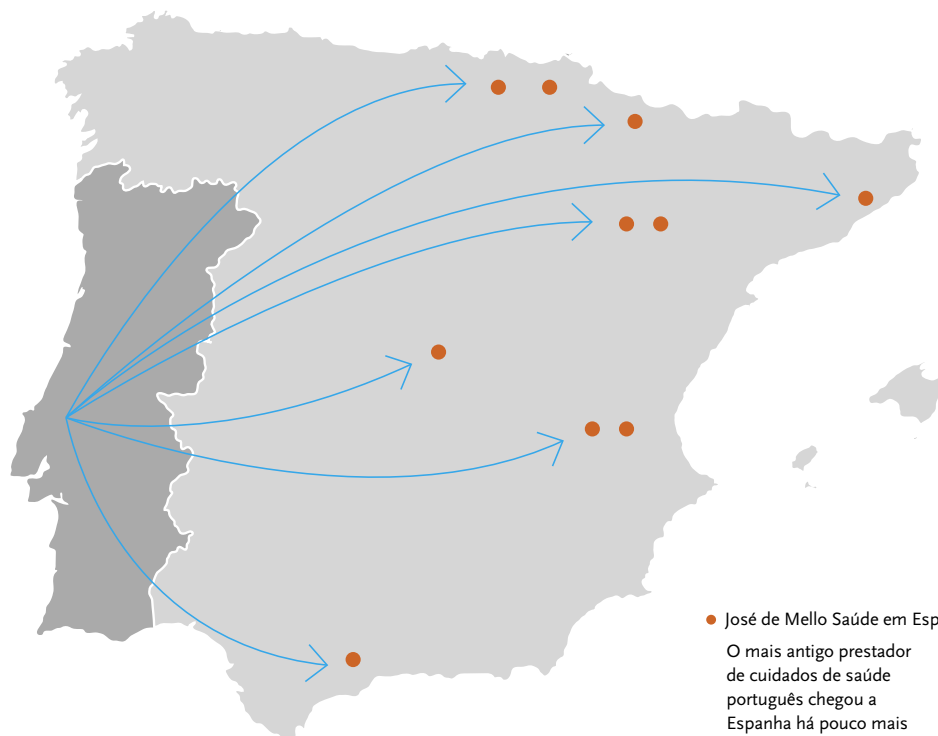 José de Mello Saúde em Esp
O mais antigo prestador
de cuidados de saúde
português chegou a
Espanha há pouco mais